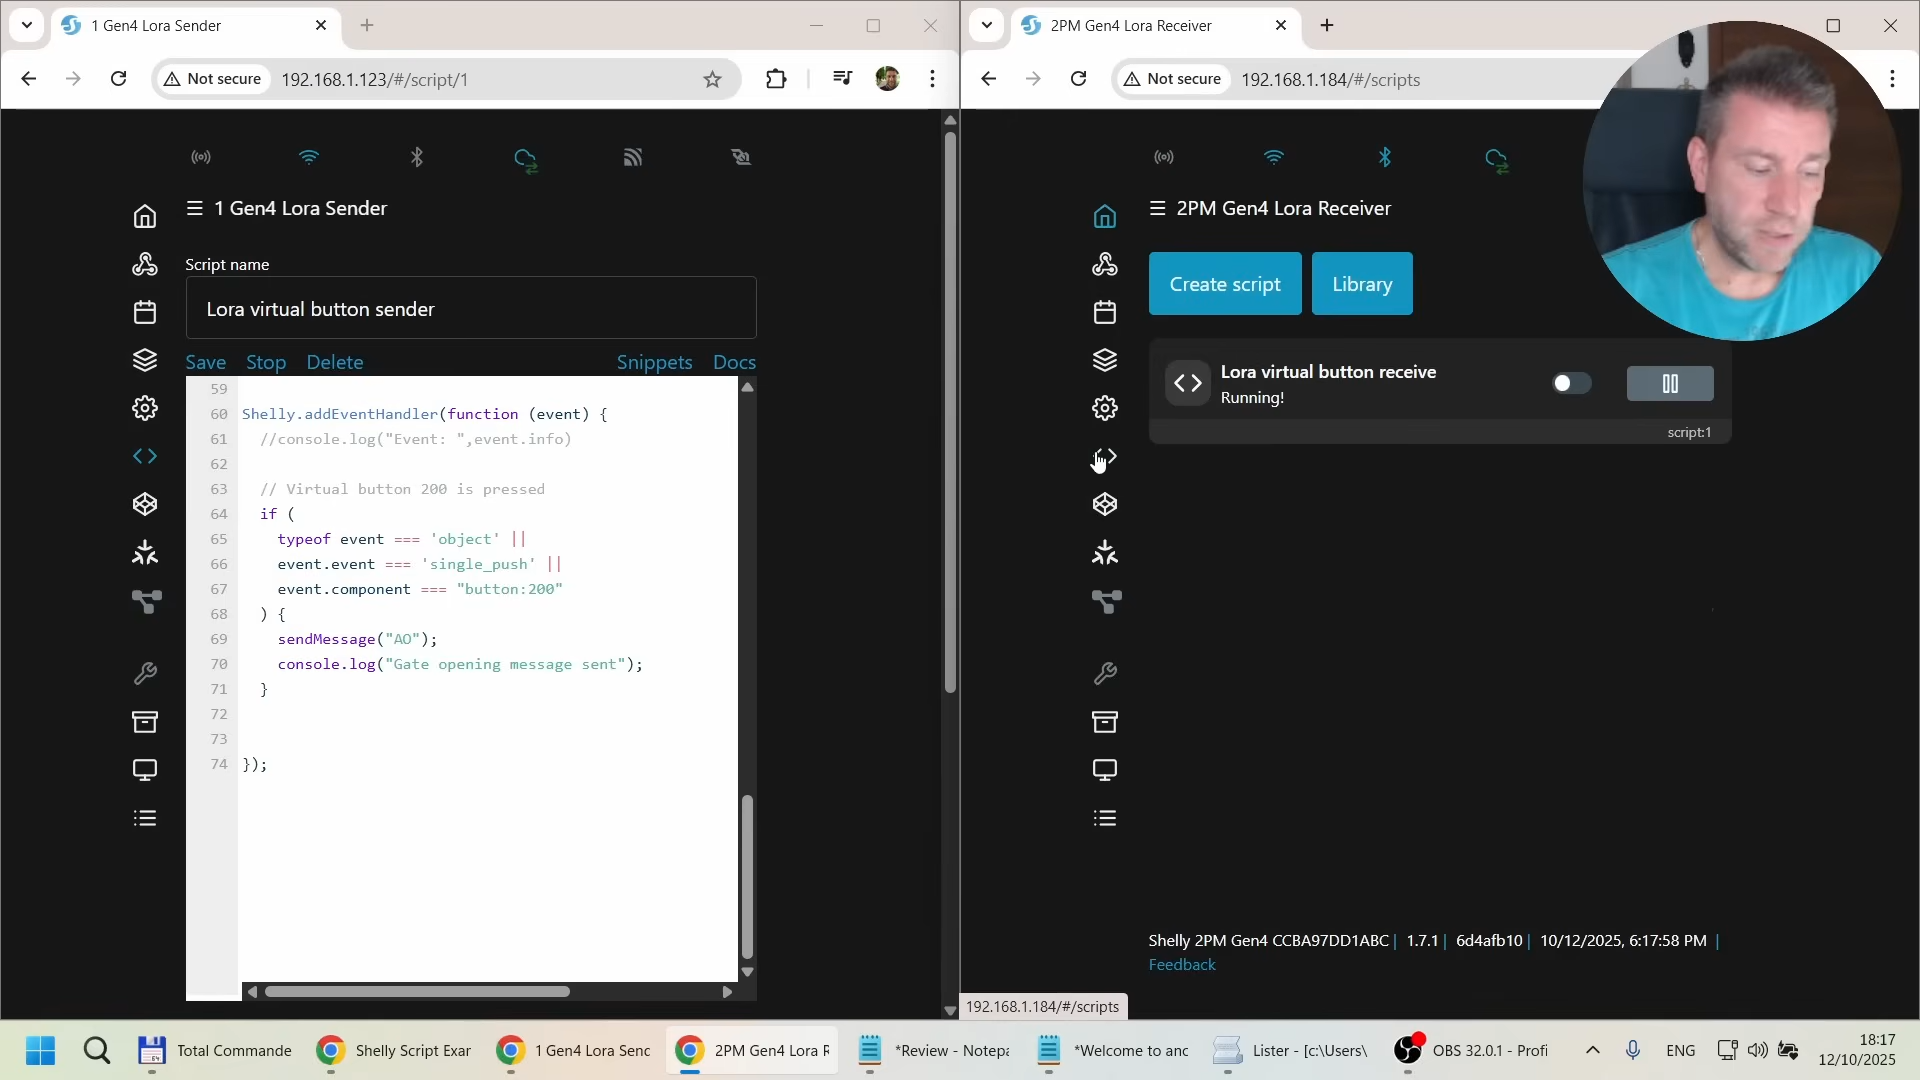 1 Gen4 Lora Sender
2PM Gen4 Lora Receiver
Not secure
192.168.1.123/#/script/1
Not secure
192.168.1.184/#/scripts
1 Gen4 Lora Sender
Script name
Lora virtual button sender
Save
Stop
Delete
Snippets
Docs
59
60 Shelly.addEventHandler(function (event) {
61 //console.log("Event: ",event.info)
62
63 // Virtual button 200 is pressed
64 if (
65 typeof event === 'object' ||
66 event.event === 'single_push' ||
67 event.component === "button:200"
68 ) {
69 sendMessage("AO");
70 console.log("Gate opening message sent");
71 }
72
73
74 });
2PM Gen4 Lora Receiver
Create script
Library
Lora virtual button receive
Running!
script:1
Shelly 2PM Gen4 CCBA97DD1ABC | 1.7.1 | 6d4afb10 | 10/12/2025, 6:17:58 PM |
Feedback
192.168.1.184/#/scripts
Total Commande
Shelly Script Exar
1 Gen4 Lora Senc
2PM Gen4 Lora R
*Review - Notepa
*Welcome to anc
Lister - [c:\Users\
OBS 32.0.1 - Profi
ENG
18:17
12/10/2025